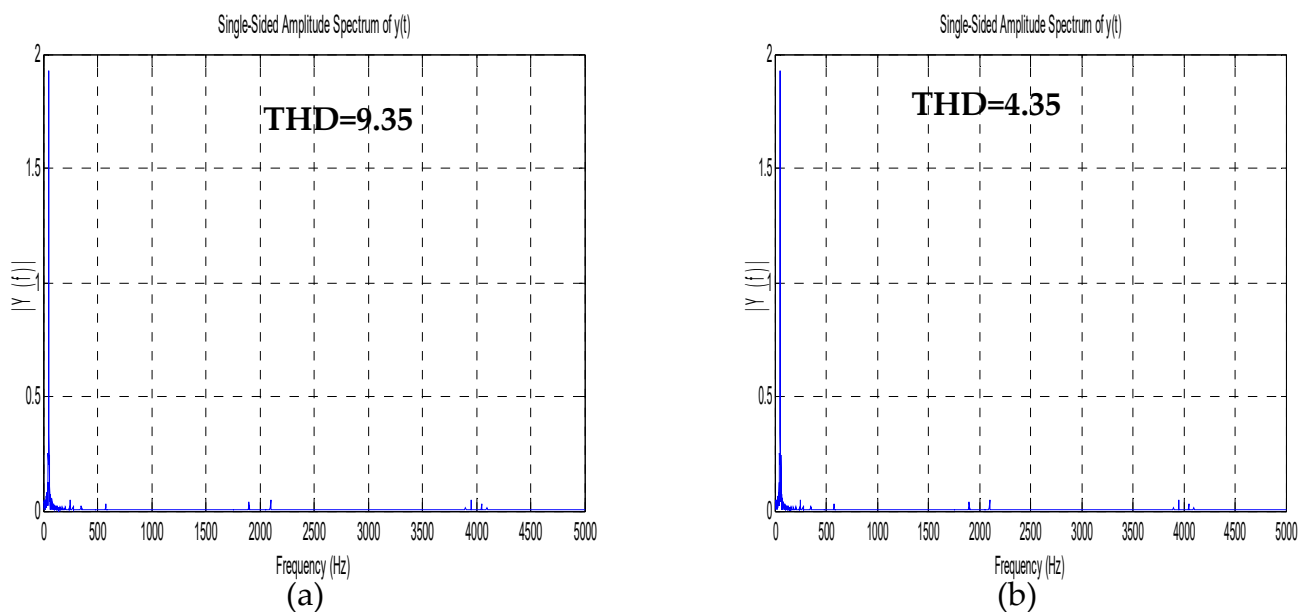 Single-Sided Amplitude Spectrum of y(t)
2
THD=9.35
1.5
|Y (f)|
1
0.5
0
0 500 1000 1500 2000 2500 3000 3500 4000 4500 5000
Frequency (Hz)
(a)
Single-Sided Amplitude Spectrum of y(t)
2
THD=4.35
1.5
|Y (f)|
1
0.5
0
0 500 1000 1500 2000 2500 3000 3500 4000 4500 5000
Frequency (Hz)
(b)